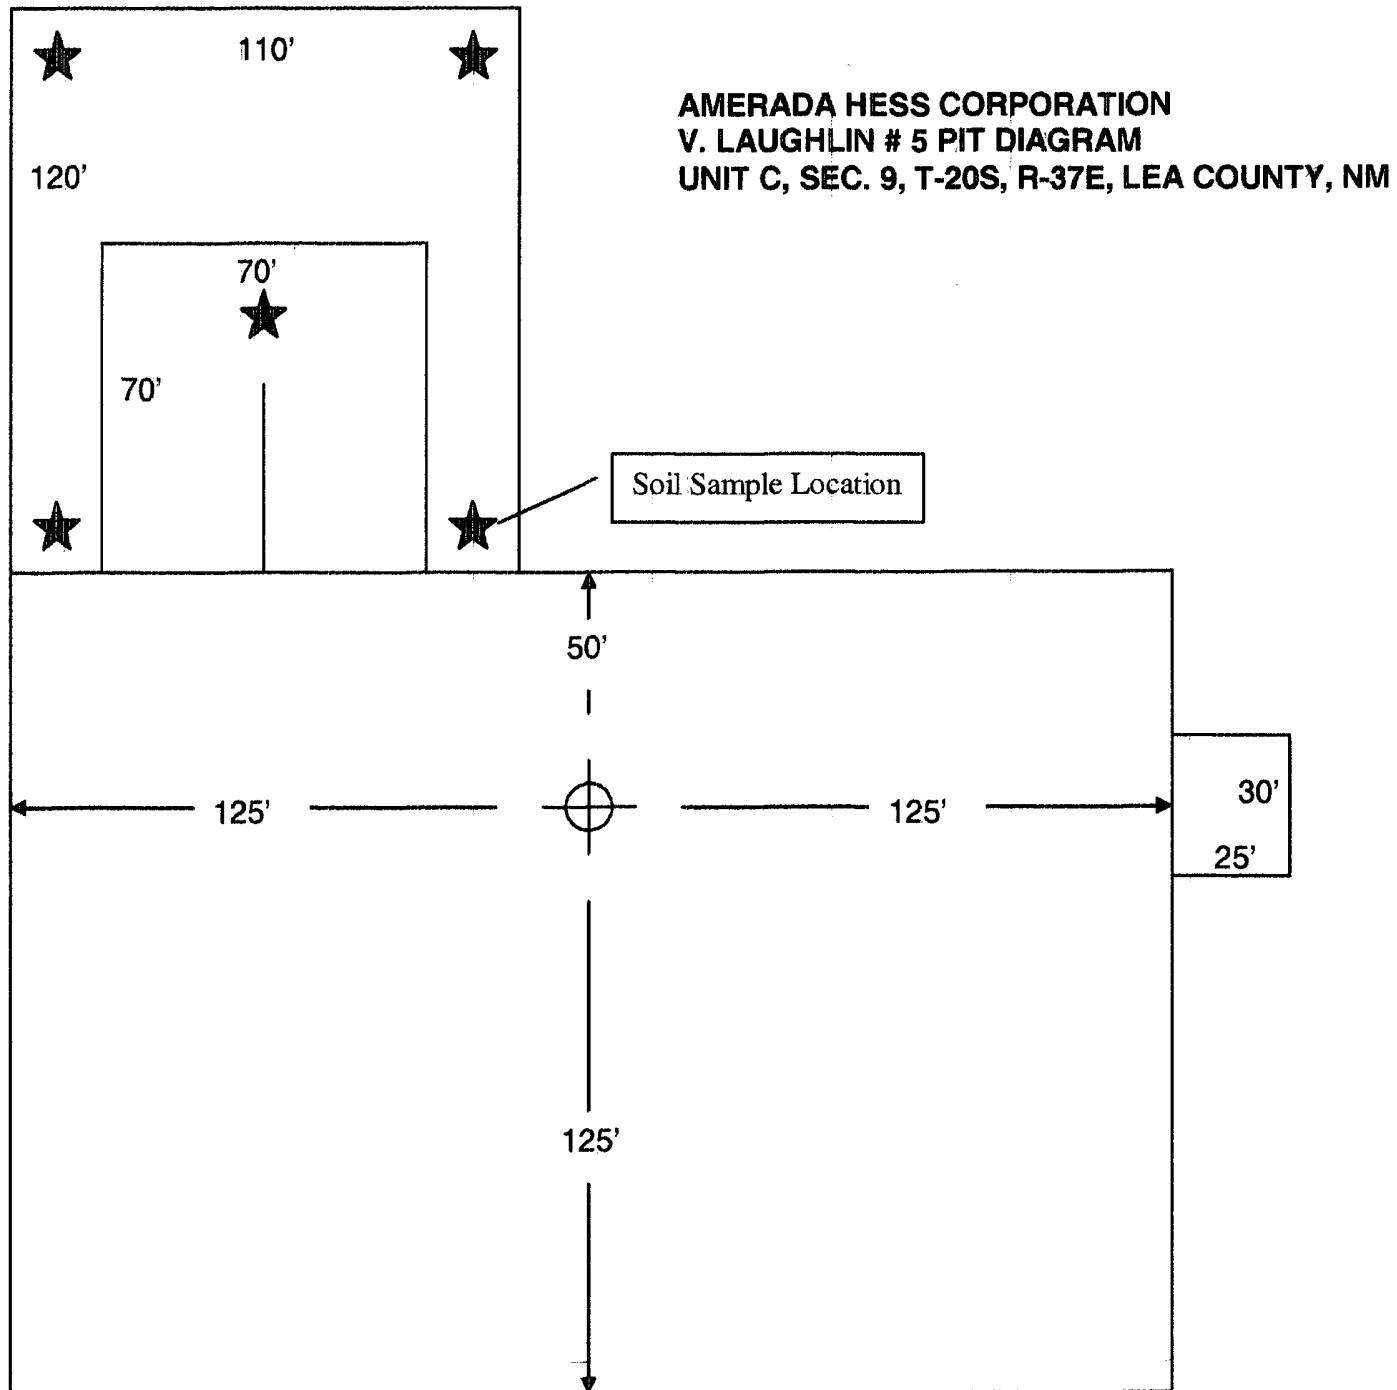 110'
AMERADA HESS CORPORATION
V. LAUGHLIN # 5 PIT DIAGRAM
UNIT C, SEC. 9, T-20S, R-37E, LEA COUNTY, NM
120'
70'
70'
Soil Sample Location
50'
125'
125'
30'
25'
125'